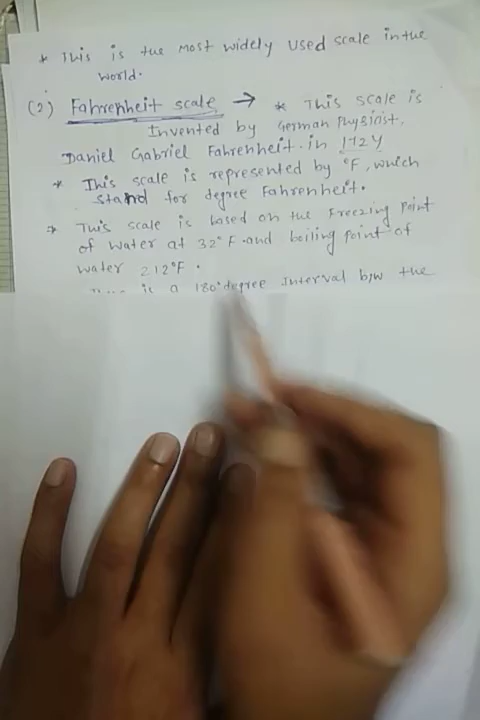 * This is the most widely used scale in the
world.
(2) Fahrenheit scale → * This scale is
Invented by German Physicist,
Daniel Gabriel Fahrenheit in 1724
* This scale is represented by °F, which
stand for degree Fahrenheit.
* This scale is based on the freezing point
of water at 32°F and boiling point of
water 212°F.
is a 180° degree Interval b/w the